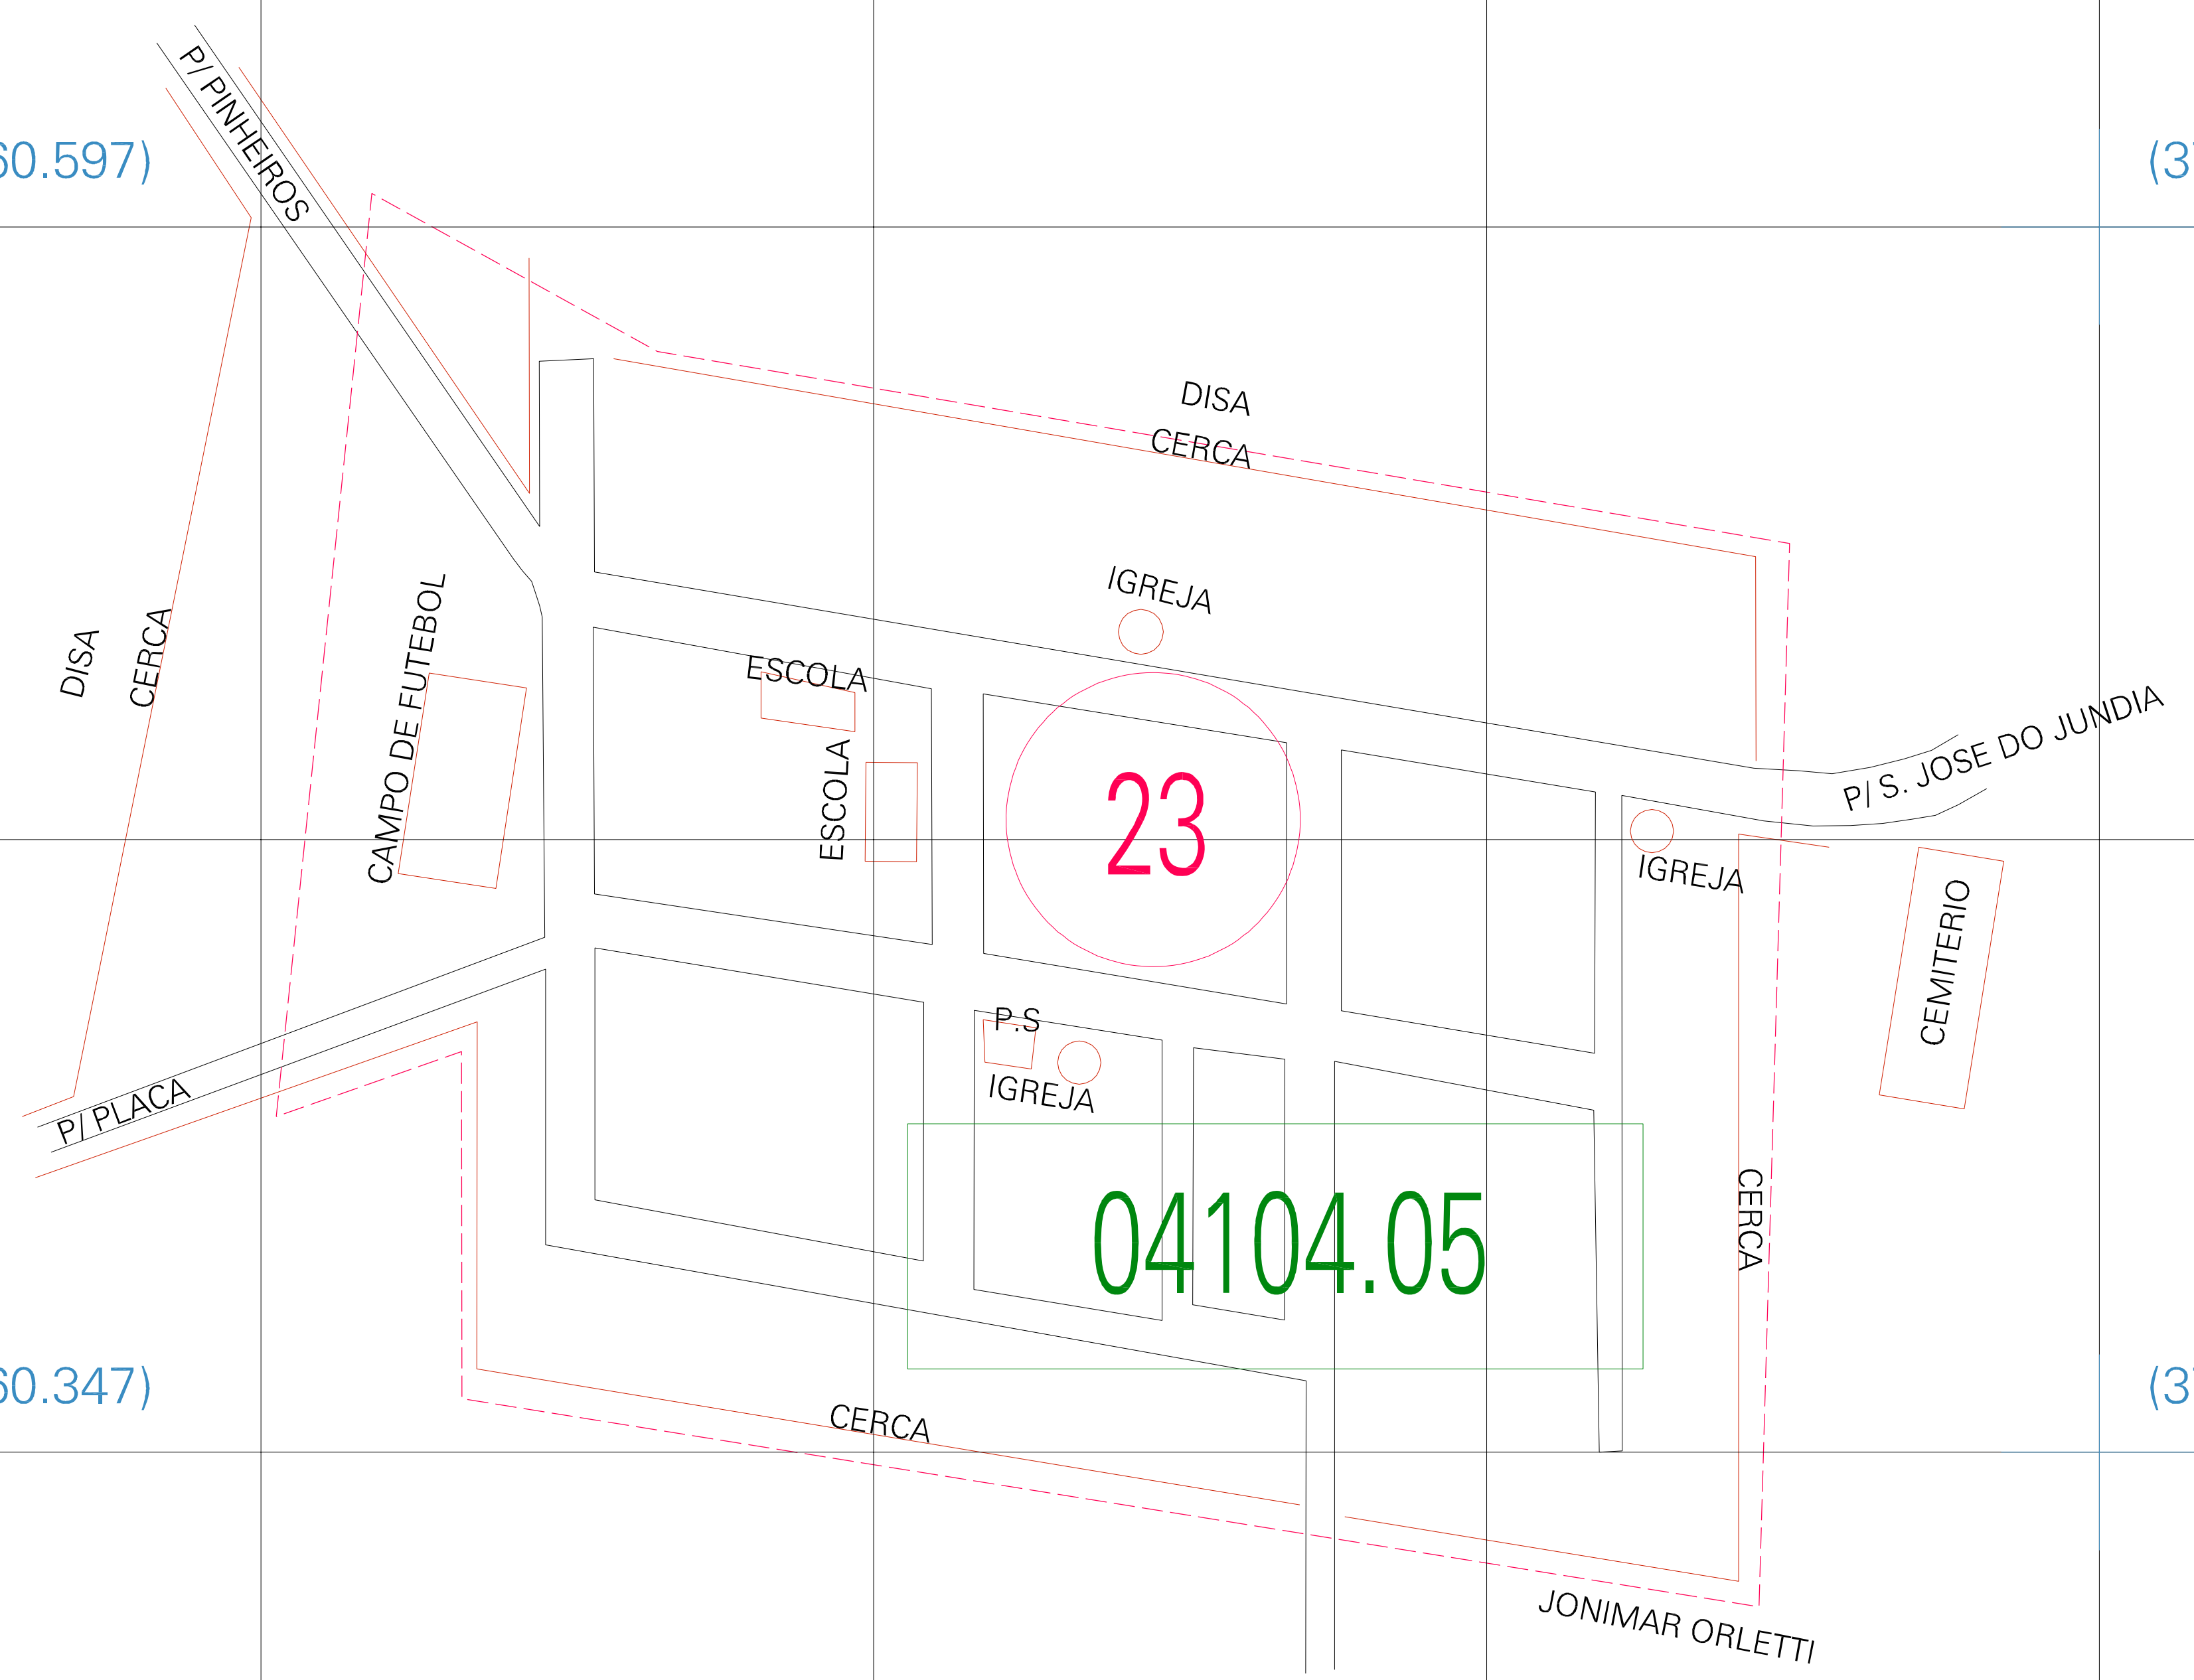 P/ PINHEIROS
60.597)
(3
DISA
CERCA
IGREJA
DISA
CERCA
CAMPO DE FUTEBOL
ESCOLA
ESCOLA
23
P/ S. JOSE DO JUNDIA
IGREJA
CEMITERIO
P.S
IGREJA
P/ PLACA
04104.05
CERCA
60.347)
(3
CERCA
JONIMAR ORLETTI